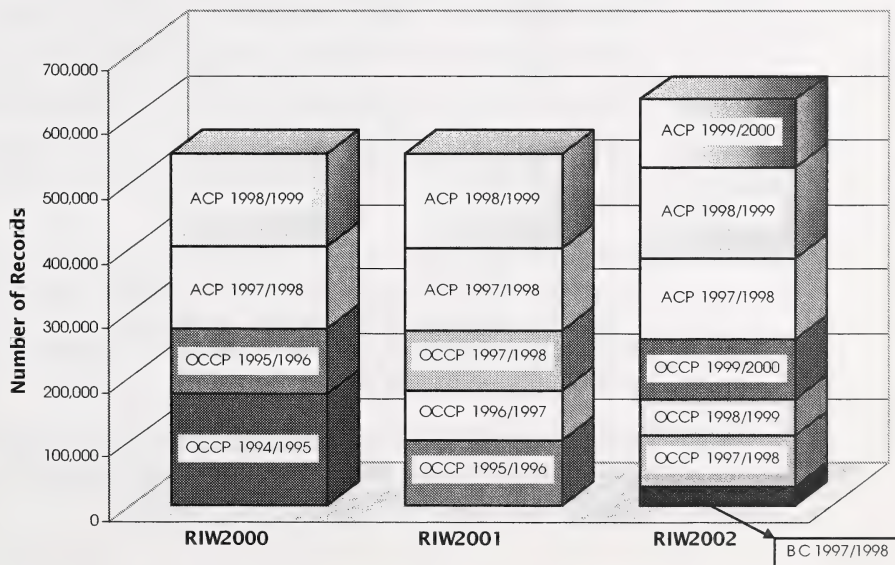 Number of Records
700,000
600,000
500,000
400,000
300,000
200,000
100,000
0
ACP 1998/1999
ACP 1997/1998
OCCP 1995/1996
OCCP 1994/1995
RIW2000
ACP 1998/1999
ACP 1997/1998
OCCP 1997/1998
OCCP 1996/1997
OCCP 1995/1996
RIW2001
ACP 1999/2000
ACP 1998/1999
ACP 1997/1998
OCCP 1999/2000
OCCP 1998/1999
OCCP 1997/1998
RIW2002
BC 1997/1998